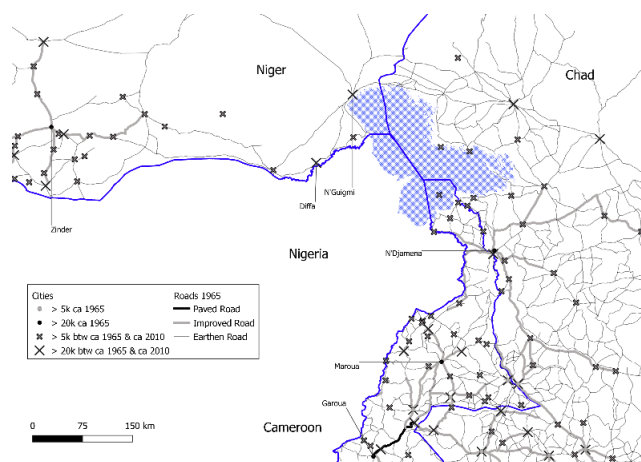 Niger
Chad
N'Guigmi
Diffa
Zinder
Nigeria
N'Djamena
Cities
> 5k ca 1965
> 20k ca 1965
> 5k btw ca 1965 & ca 2010
> 20k btw ca 1965 & ca 2010
Roads 1965
Paved Road
Improved Road
Earthen Road
Maroua
Garoua
Cameroon
0 75 150 km